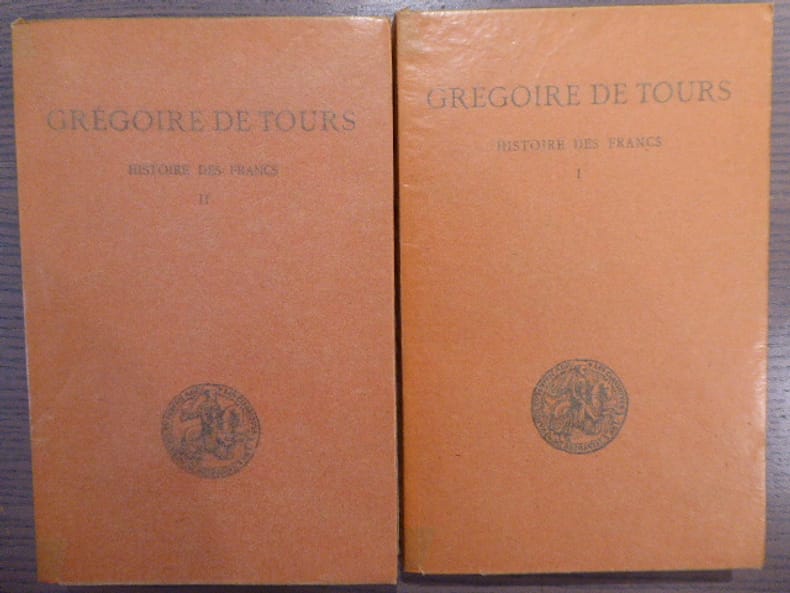 GRÉGOIRE DE TOURS
HISTOIRE DES FRANCS
II
GRÉGOIRE DE TOURS
HISTOIRE DES FRANCS
I